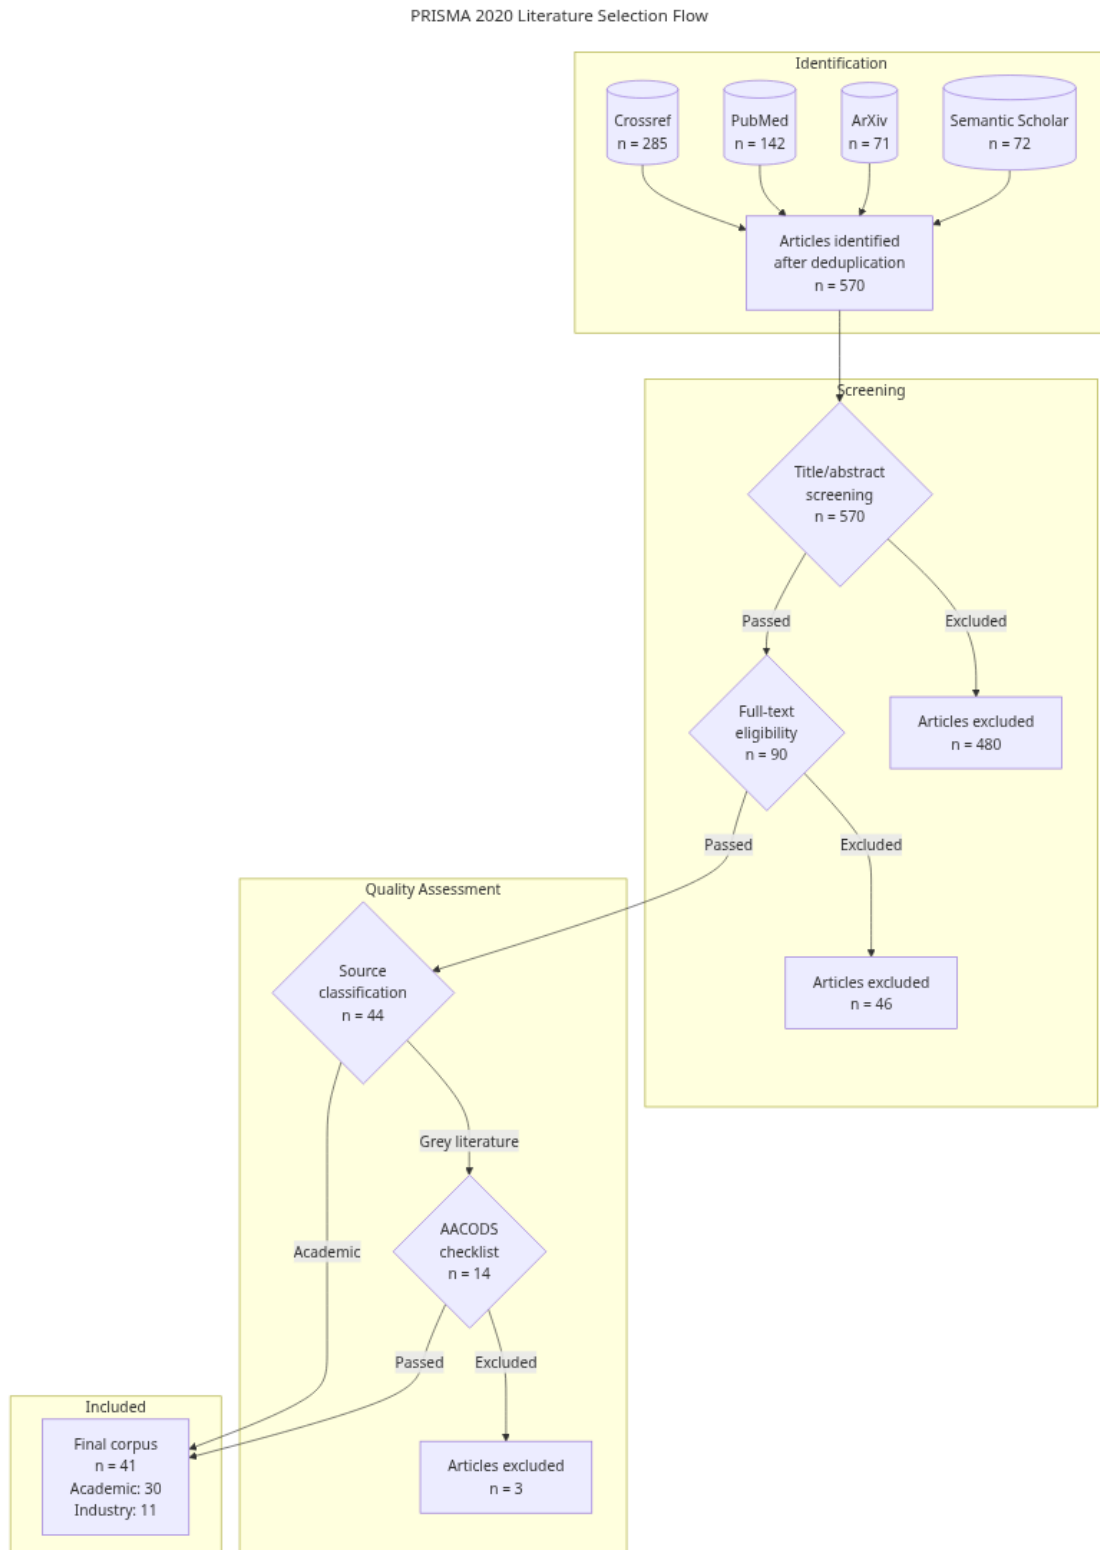 PRISMA 2020 Literature Selection Flow
Identification
Crossref
n = 285
PubMed
n = 142
ArXiv
n = 71
Semantic Scholar
n = 72
Articles identified
after deduplication
n = 570
Screening
Title/abstract
screening
n = 570
Passed
Excluded
Full-text
eligibility
n = 90
Articles excluded
n = 480
Passed
Excluded
Articles excluded
n = 46
Quality Assessment
Source
classification
n = 44
Grey literature
Academic
AACODS
checklist
n = 14
Passed
Excluded
Articles excluded
n = 3
Included
Final corpus
n = 41
Academic: 30
Industry: 11